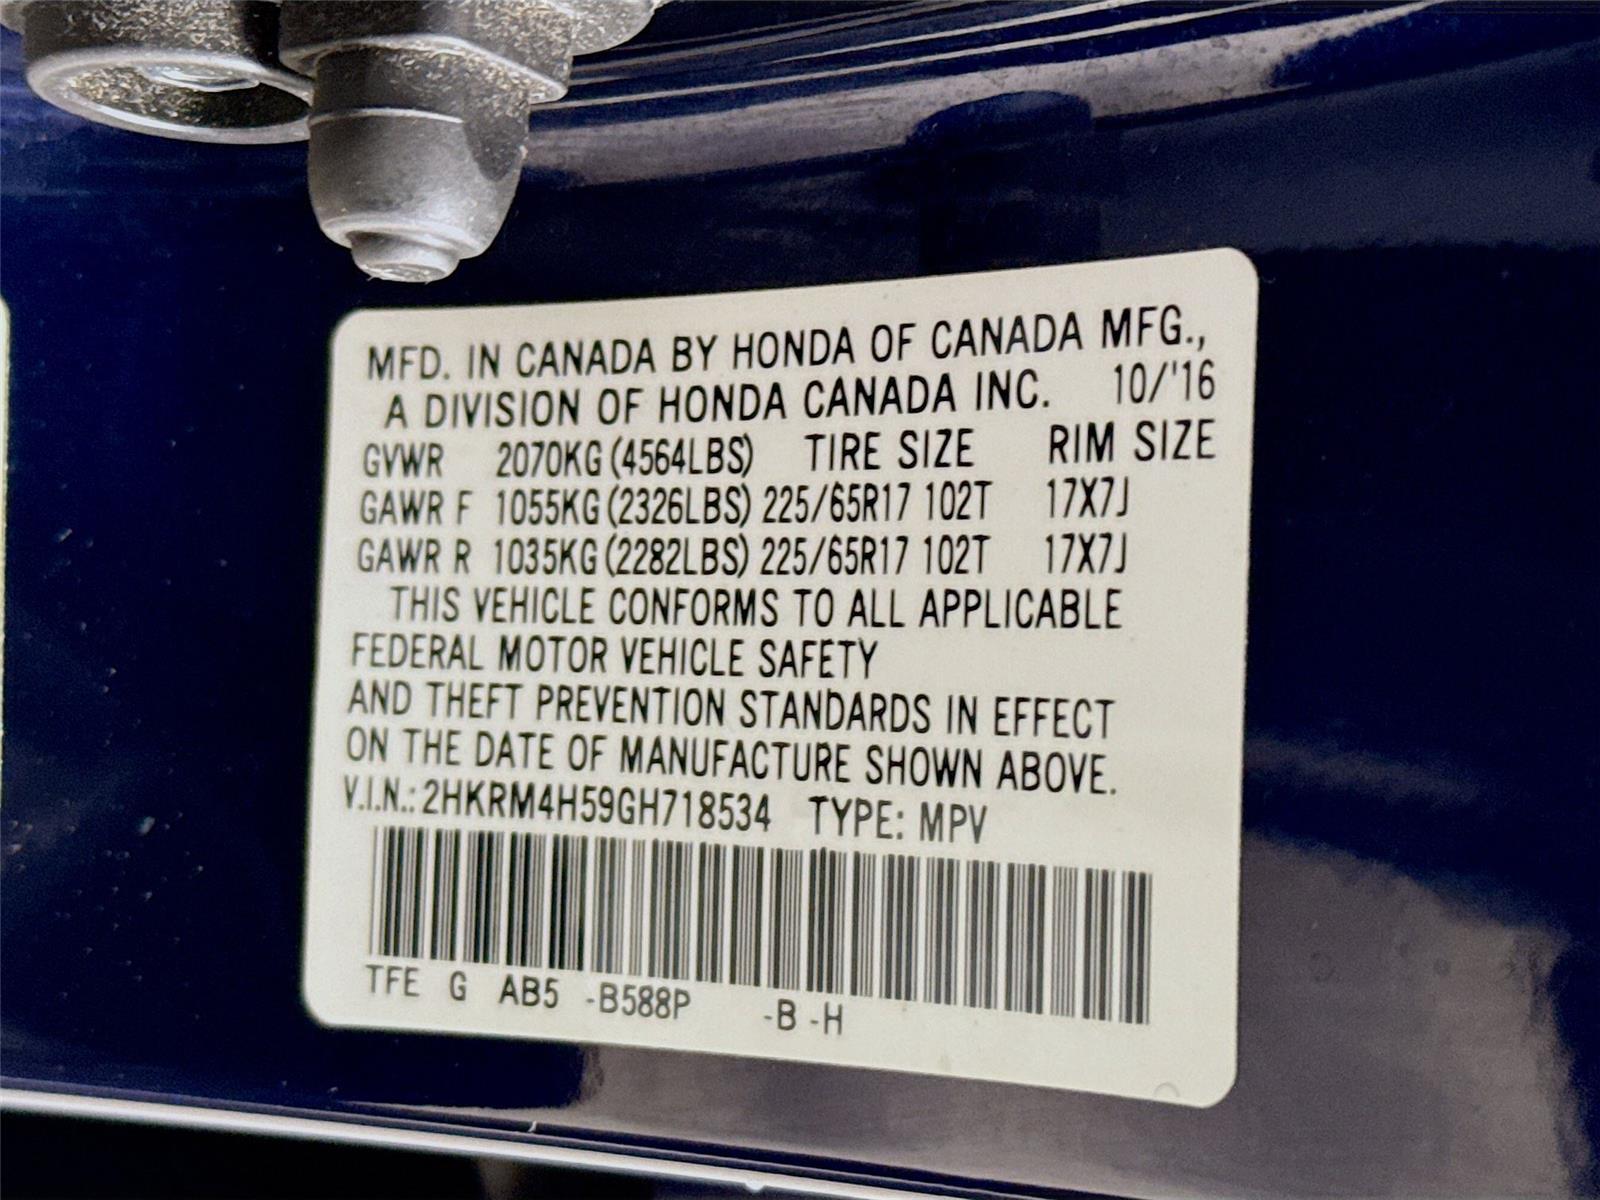 MFD. IN CANADA BY HONDA OF CANADA MFG.,
A DIVISION OF HONDA CANADA INC. 10/'16
GVWR 2070KG (4564LBS) TIRE SIZE RIM SIZE
GAWR F 1055KG (2326LBS) 225/65R17 102T 17X7J
GAWR R 1035KG (2282LBS) 225/65R17 102T 17X7J
THIS VEHICLE CONFORMS TO ALL APPLICABLE
FEDERAL MOTOR VEHICLE SAFETY
AND THEFT PREVENTION STANDARDS IN EFFECT
ON THE DATE OF MANUFACTURE SHOWN ABOVE.
V.I.N.: 2HKRM4H59GH718534 TYPE: MPV
TFE G AB5 -B588P -B -H